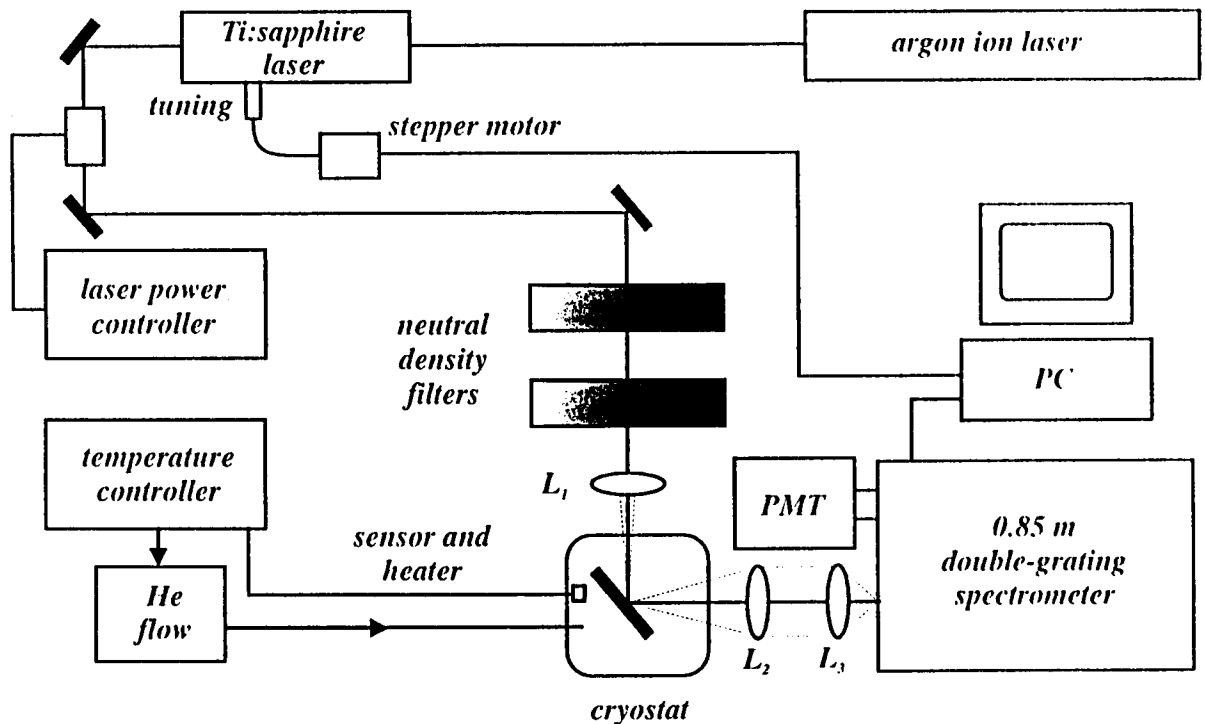 Ti:sapphire
laser
argon ion laser
tuning
stepper motor
laser power
controller
neutral
density
filters
PC
temperature
controller
L₁
PMT
0.85 m
double-grating
spectrometer
sensor and
heater
He
flow
L₂
L₃
cryostat